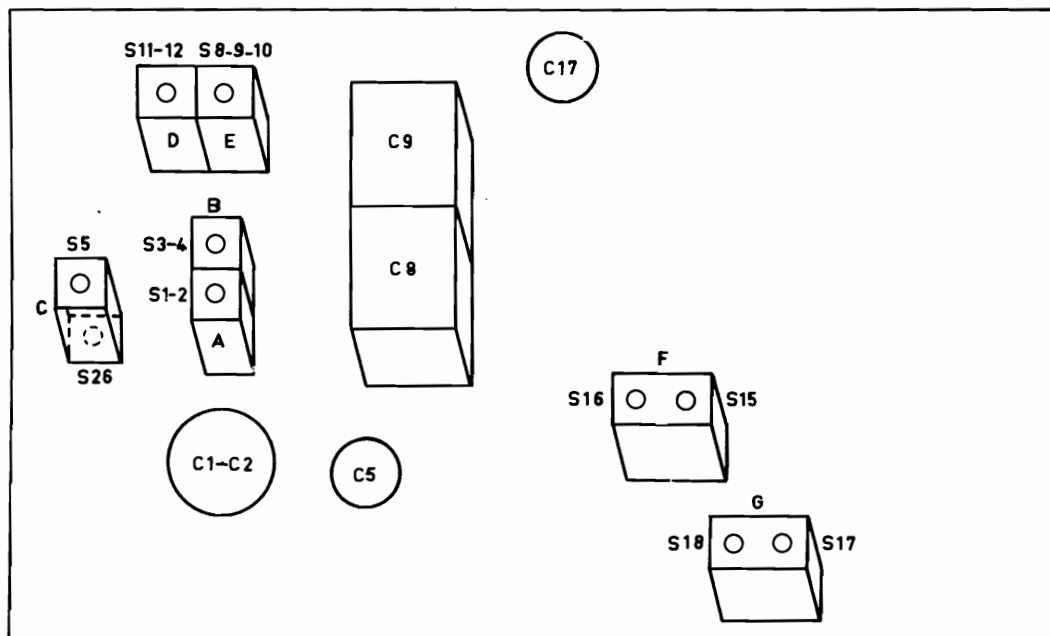 S11-12 S8-9-10
C17
D E
C9
B
S3-4
S5
C8
S1-2
C
A
S26
F
S16 S15
C1-C2
C5
G
S18 S17